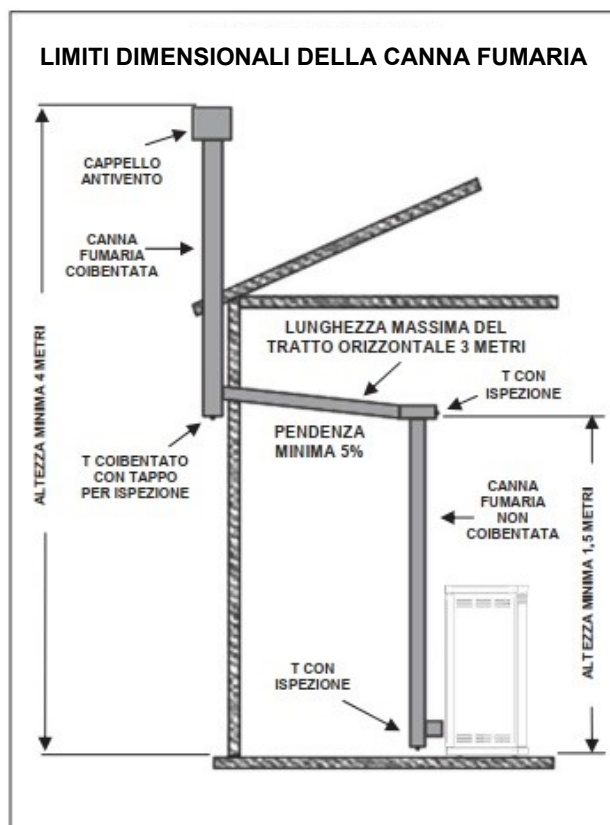 LIMITI DIMENSIONALI DELLA CANNA FUMARIA
CAPPELLO
ANTIVENTO
CANNA
FUMARIA
COIBENTATA
LUNGHEZZA MASSIMA DEL
TRATTO ORIZZONTALE 3 METRI
T CON
ISPEZIONE
PENDENZA
MINIMA 5%
T COIBENTATO
CON TAPPO
PER ISPEZIONE
ALTEZZA MINIMA 4 METRI
CANNA
FUMARIA
NON
COIBENTATA
ALTEZZA MINIMA 1,5 METRI
T CON
ISPEZIONE